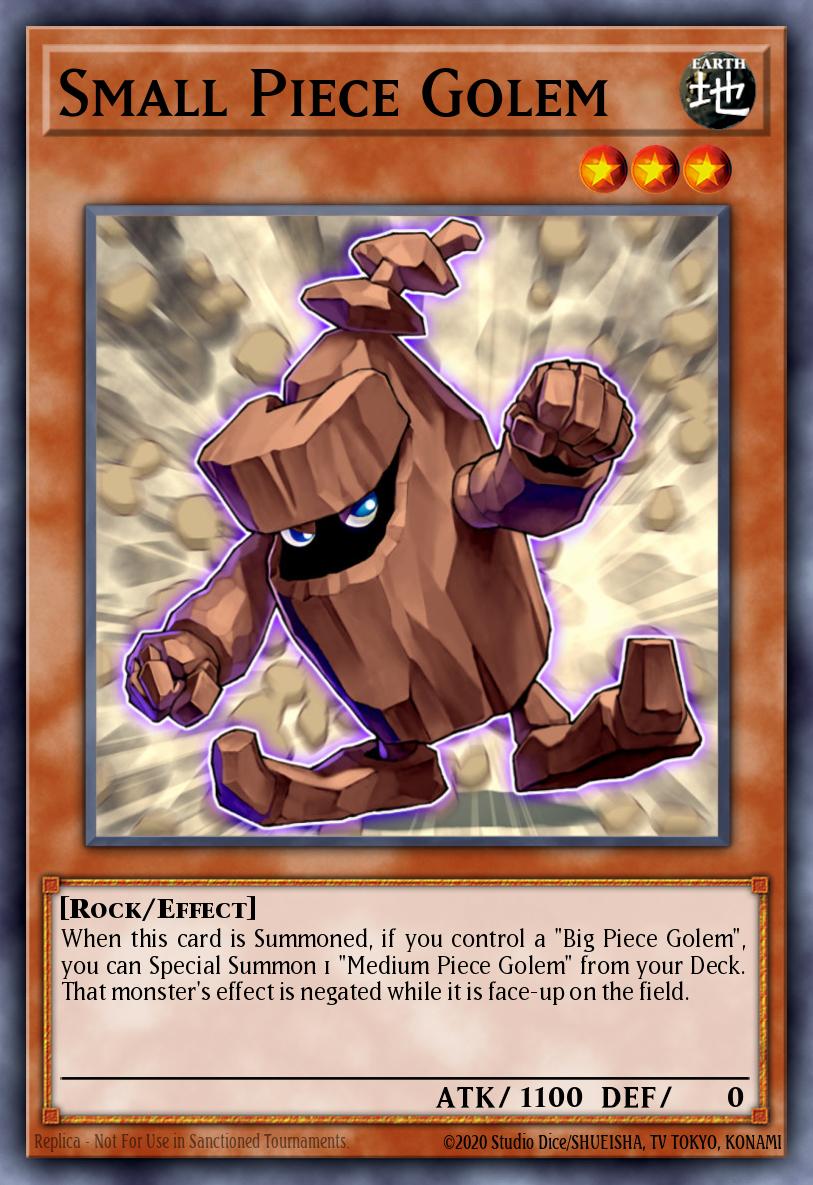 Small Piece Golem
EARTH
地
[Rock/Effect]
When this card is Summoned, if you control a "Big Piece Golem",
you can Special Summon 1 "Medium Piece Golem" from your Deck.
That monster's effect is negated while it is face-up on the field.
ATK/ 1100 DEF/ 0
Replica - Not For Use in Sanctioned Tournaments.
©2020 Studio Dice/SHUEISHA, TV TOKYO, KONAMI